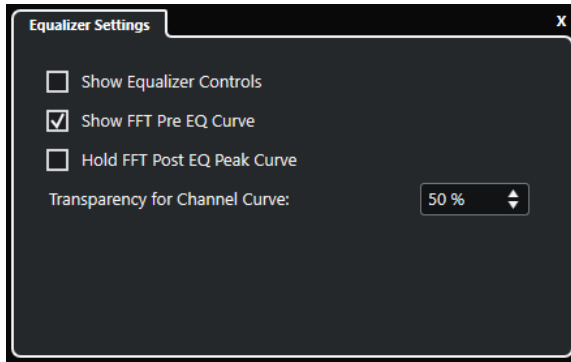 Equalizer Settings X
Show Equalizer Controls
Show FFT Pre EQ Curve
Hold FFT Post EQ Peak Curve
Transparency for Channel Curve: 50 %